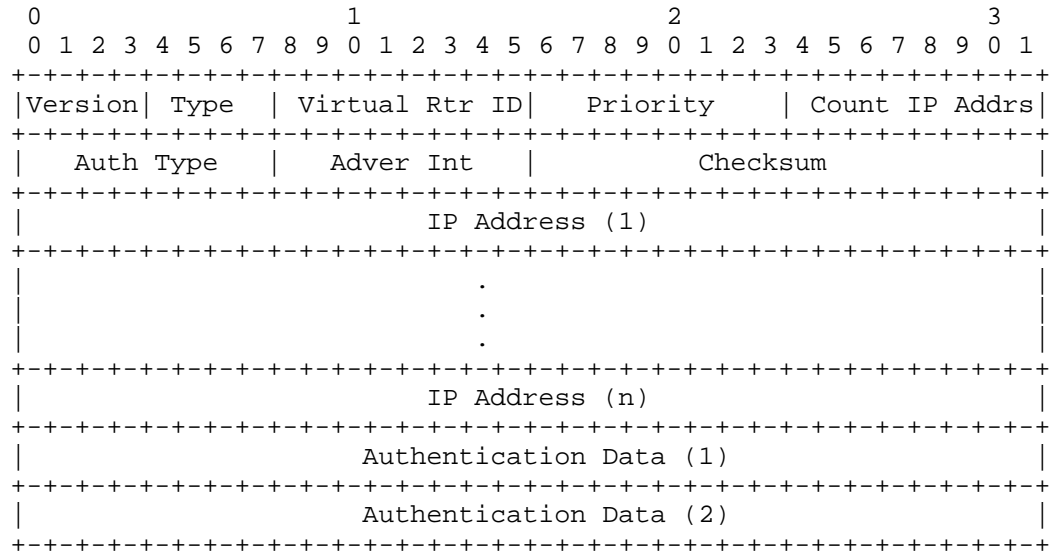 0                   1                   2                   3
 0 1 2 3 4 5 6 7 8 9 0 1 2 3 4 5 6 7 8 9 0 1 2 3 4 5 6 7 8 9 0 1
+-+-+-+-+-+-+-+-+-+-+-+-+-+-+-+-+-+-+-+-+-+-+-+-+-+-+-+-+-+-+-+-+
|Version| Type  | Virtual Rtr ID|   Priority    | Count IP Addrs|
+-+-+-+-+-+-+-+-+-+-+-+-+-+-+-+-+-+-+-+-+-+-+-+-+-+-+-+-+-+-+-+-+
|   Auth Type   |   Adver Int   |          Checksum             |
+-+-+-+-+-+-+-+-+-+-+-+-+-+-+-+-+-+-+-+-+-+-+-+-+-+-+-+-+-+-+-+-+
|                         IP Address (1)                        |
+-+-+-+-+-+-+-+-+-+-+-+-+-+-+-+-+-+-+-+-+-+-+-+-+-+-+-+-+-+-+-+-+
|                            .                                  |
|                            .                                  |
|                            .                                  |
+-+-+-+-+-+-+-+-+-+-+-+-+-+-+-+-+-+-+-+-+-+-+-+-+-+-+-+-+-+-+-+-+
|                         IP Address (n)                        |
+-+-+-+-+-+-+-+-+-+-+-+-+-+-+-+-+-+-+-+-+-+-+-+-+-+-+-+-+-+-+-+-+
|                     Authentication Data (1)                   |
+-+-+-+-+-+-+-+-+-+-+-+-+-+-+-+-+-+-+-+-+-+-+-+-+-+-+-+-+-+-+-+-+
|                     Authentication Data (2)                   |
+-+-+-+-+-+-+-+-+-+-+-+-+-+-+-+-+-+-+-+-+-+-+-+-+-+-+-+-+-+-+-+-+